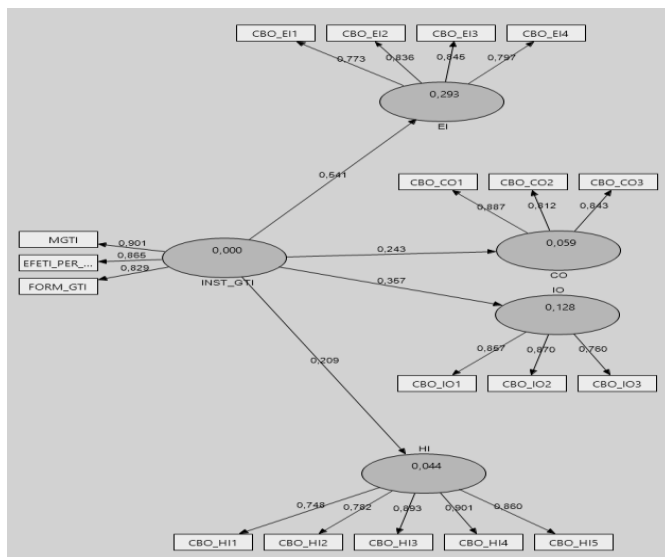 CBO_EI1 CBO_EI2 CBO_EI3 CBO_EI4
0,773 0,836 0,845 0,797
0,293
EI
0,541
CBO_CO1 CBO_CO2 CBO_CO3
0,887 0,812 0,843
0,059
CO
MGTI
0,901
EFETI_PER_...
0,865
FORM_GTI
0,829
0,000
INST_GTI
0,243
0,357
0,209
IO
0,128
0,857 0,870 0,760
CBO_IO1 CBO_IO2 CBO_IO3
HI
0,044
0,748 0,782 0,893 0,901 0,860
CBO_HI1 CBO_HI2 CBO_HI3 CBO_HI4 CBO_HI5